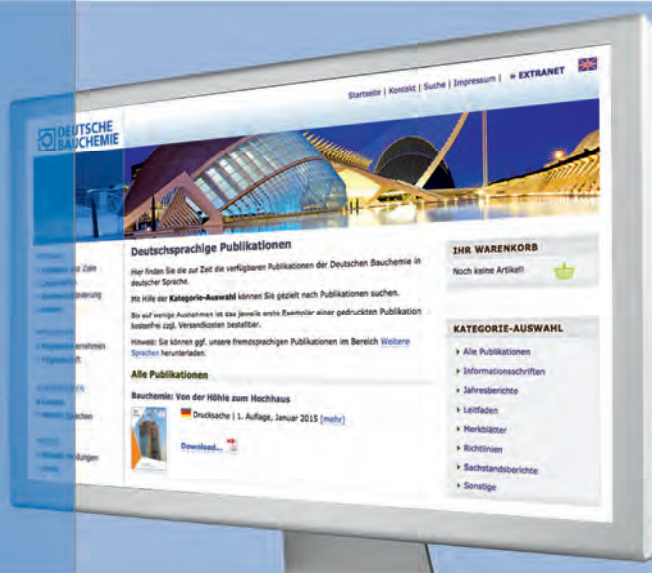 Startseite | Kontakt | Suche | Impressum | » EXTRANET
DEUTSCHE
BAUCHEMIE
Deutschsprachige Publikationen
Hier finden Sie die zur Zeit die verfügbaren Publikationen der Deutschen Bauchemie in
deutscher Sprache.
Mit Hilfe der Kategorie-Auswahl können Sie gezielt nach Publikationen suchen.
Bis auf wenige Ausnahmen ist das jeweils erste Exemplar einer gedruckten Publikation
kostenfrei zzgl. Versandkosten bestellbar.
Hinweis: Sie können ggf. unsere fremdsprachigen Publikationen im Bereich Weitere
Sprachen herunterladen.
Alle Publikationen
Bauchemie: Von der Höhle zum Hochhaus
Drucksache | 1. Auflage, Januar 2015 [mehr]
Download...
IHR WARENKORB
Noch keine Artikel!
KATEGORIE-AUSWAHL
Alle Publikationen
Informationsschriften
Jahresberichte
Leitfaden
Merkblätter
Richtlinien
Sachstandsberichte
Sonstige